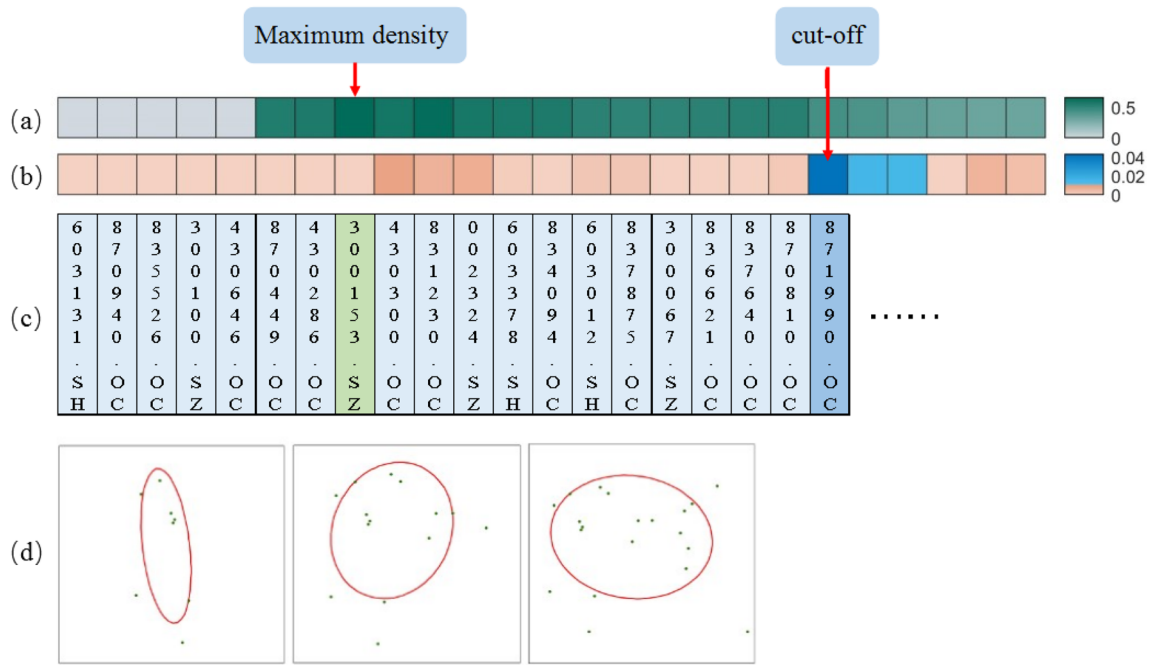 Maximum density
cut-off
(a)
0.5
0
(b)
0.04
0.02
0
(c)
603131.SH
870940.OC
835526.OC
300100.SZ
430646.OC
870449.OC
430286.OC
300153.SZ
430300.OC
831230.OC
002324.SZ
603378.SH
834094.OC
603012.SH
837875.OC
300067.SZ
836621.OC
837640.OC
870810.OC
871990.OC
······
(d)